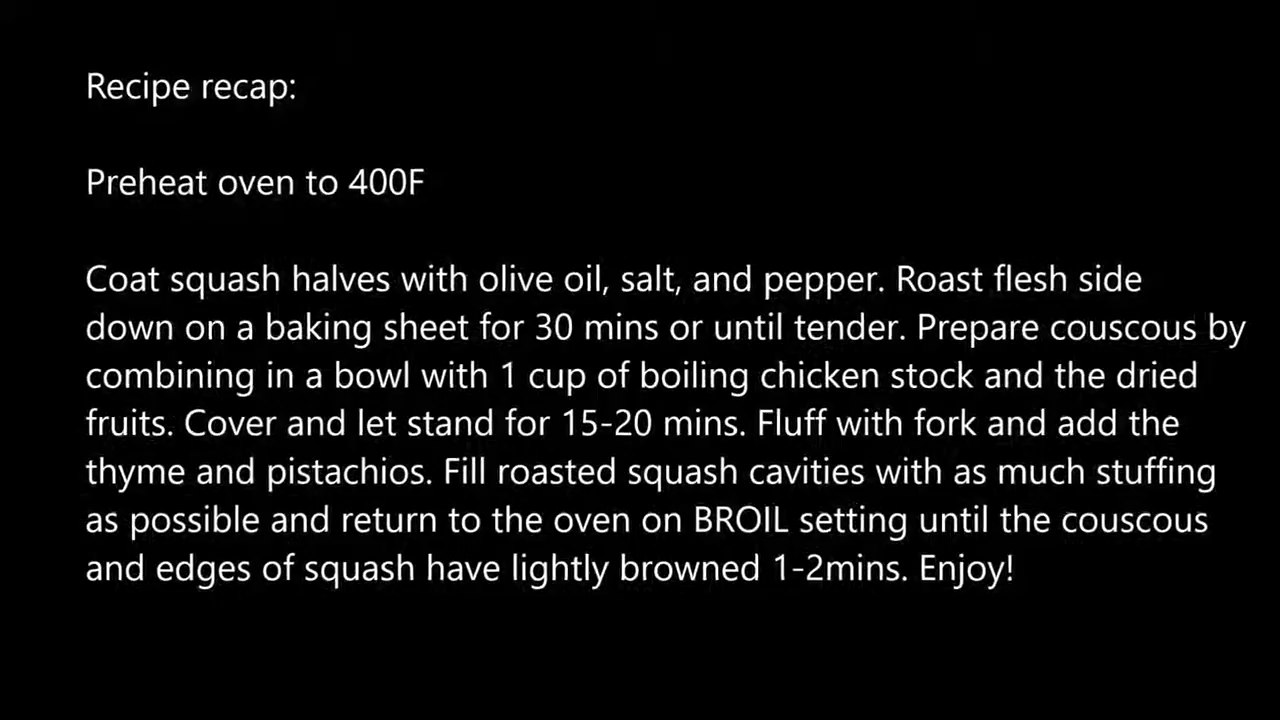 Recipe recap:
Preheat oven to 400F
Coat squash halves with olive oil, salt, and pepper. Roast flesh side
down on a baking sheet for 30 mins or until tender. Prepare couscous by
combining in a bowl with 1 cup of boiling chicken stock and the dried
fruits. Cover and let stand for 15-20 mins. Fluff with fork and add the
thyme and pistachios. Fill roasted squash cavities with as much stuffing
as possible and return to the oven on BROIL setting until the couscous
and edges of squash have lightly browned 1-2mins. Enjoy!